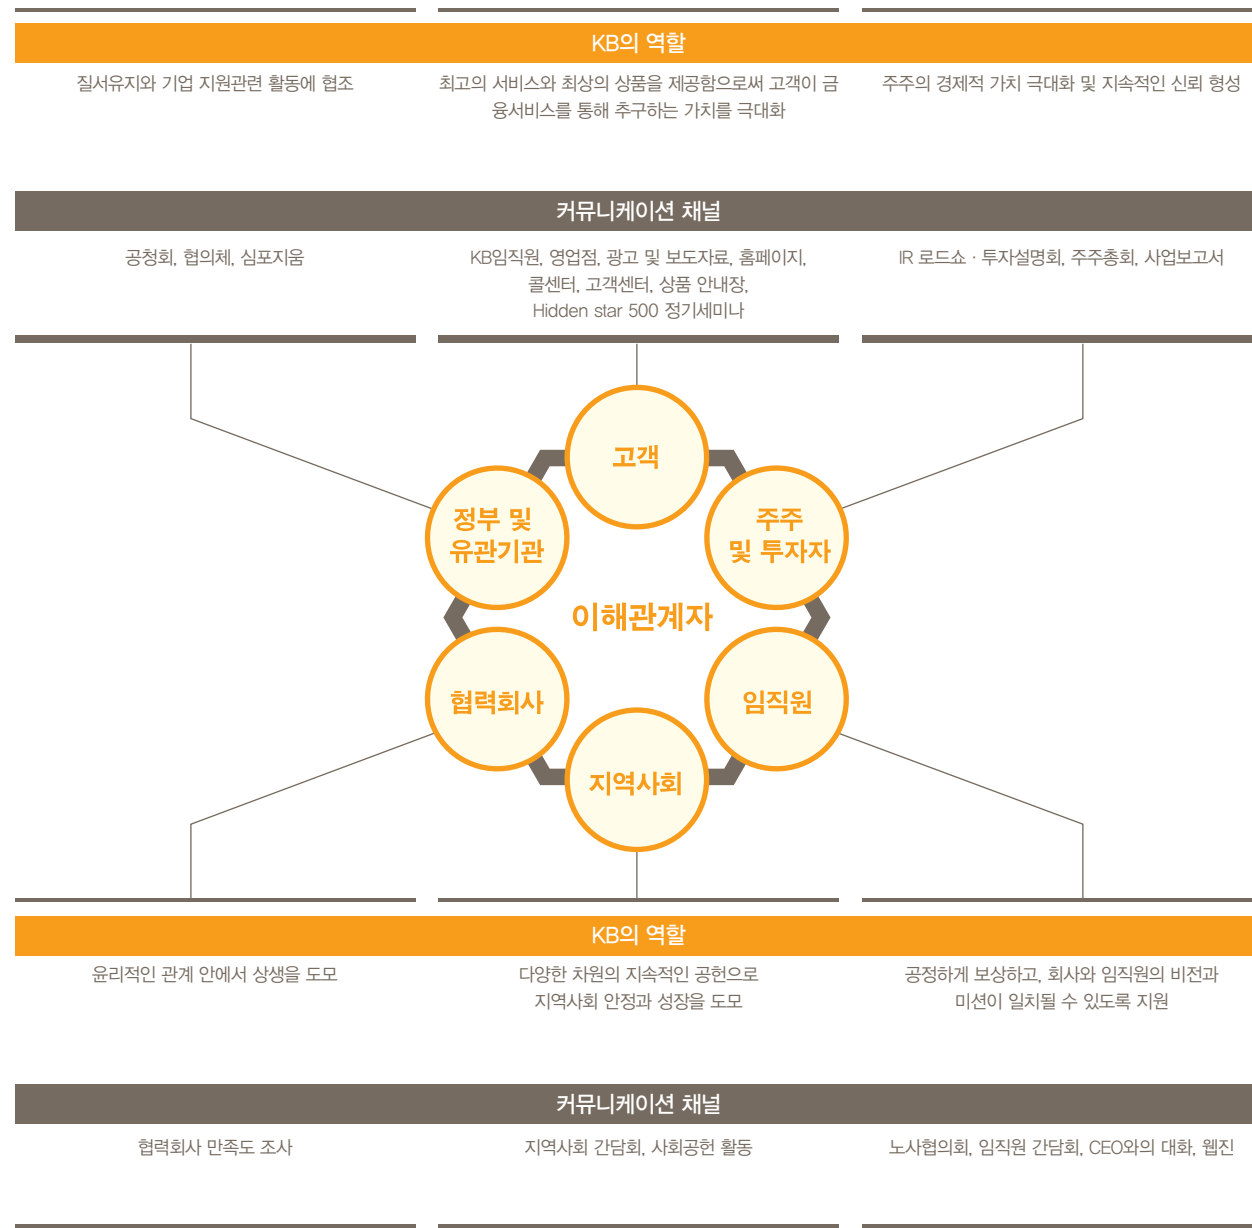 KB의 역할
질서유지와 기업 지원관련 활동에 협조
최고의 서비스와 최상의 상품을 제공함으로써 고객이 금
융서비스를 통해 추구하는 가치를 극대화
주주의 경제적 가치 극대화 및 지속적인 신뢰 형성
커뮤니케이션 채널
공청회, 협의체, 심포지움
KB임직원, 영업점, 광고 및 보도자료, 홈페이지,
콜센터, 고객센터, 상품 안내장,
Hidden star 500 정기세미나
IR 로드쇼 · 투자설명회, 주주총회, 사업보고서
고객
정부 및
유관기관
주주
및 투자자
이해관계자
협력회사
임직원
지역사회
KB의 역할
윤리적인 관계 안에서 상생을 도모
다양한 차원의 지속적인 공헌으로
지역사회 안정과 성장을 도모
공정하게 보상하고, 회사와 임직원의 비전과
미션이 일치될 수 있도록 지원
커뮤니케이션 채널
협력회사 만족도 조사
지역사회 간담회, 사회공헌 활동
노사협의회, 임직원 간담회, CEO와의 대화, 웹진